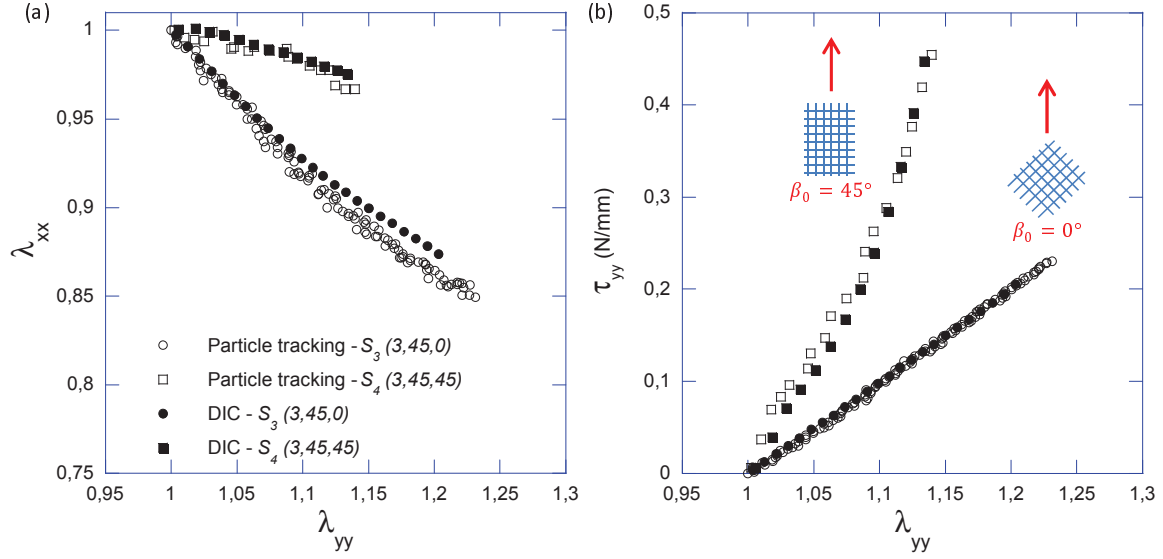 (a)
1
0,95
0,9
0,85
0,8
0,75
λxx
0,95
1
1,05
1,1
1,15
1,2
1,25
1,3
λyy
Particle tracking - S3 (3,45,0)
Particle tracking - S4 (3,45,45)
DIC - S3 (3,45,0)
DIC - S4 (3,45,45)
(b)
0,5
0,4
0,3
0,2
0,1
0
τyy (N/mm)
0,95
1
1,05
1,1
1,15
1,2
1,25
1,3
λyy
β0 = 45°
β0 = 0°